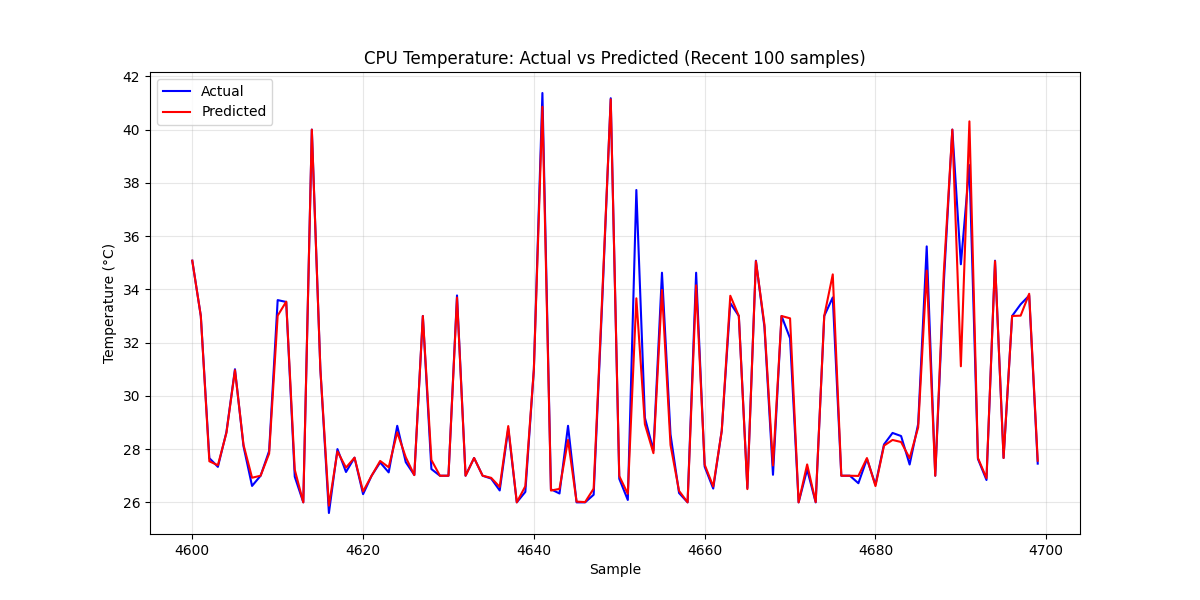 CPU Temperature: Actual vs Predicted (Recent 100 samples)
Actual
Predicted
42
40
38
36
34
32
30
28
26
Temperature (°C)
4600 4620 4640 4660 4680 4700
Sample